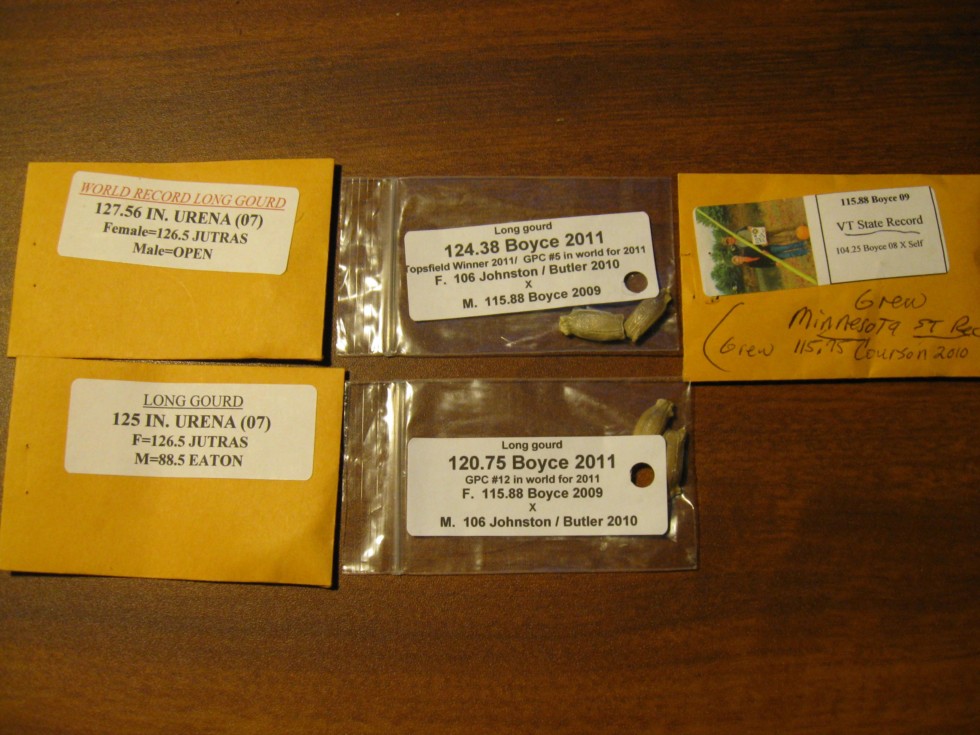 WORLD RECORD LONG GOURD
127.56 IN. URENA (07)
Female=126.5 JUTRAS
Male=OPEN
Long gourd
124.38 Boyce 2011
Topsfield Winner 2011/ GPC #5 in world for 2011
F. 106 Johnston / Butler 2010
X
M. 115.88 Boyce 2009
115.88 Boyce 09
VT State Record
104.25 Boyce 08 X Self
Grew
Minnesota ST Rec
(Grew 115.75 Courson 2010
LONG GOURD
125 IN. URENA (07)
F=126.5 JUTRAS
M=88.5 EATON
Long gourd
120.75 Boyce 2011
GPC #12 in world for 2011
F. 115.88 Boyce 2009
X
M. 106 Johnston / Butler 2010